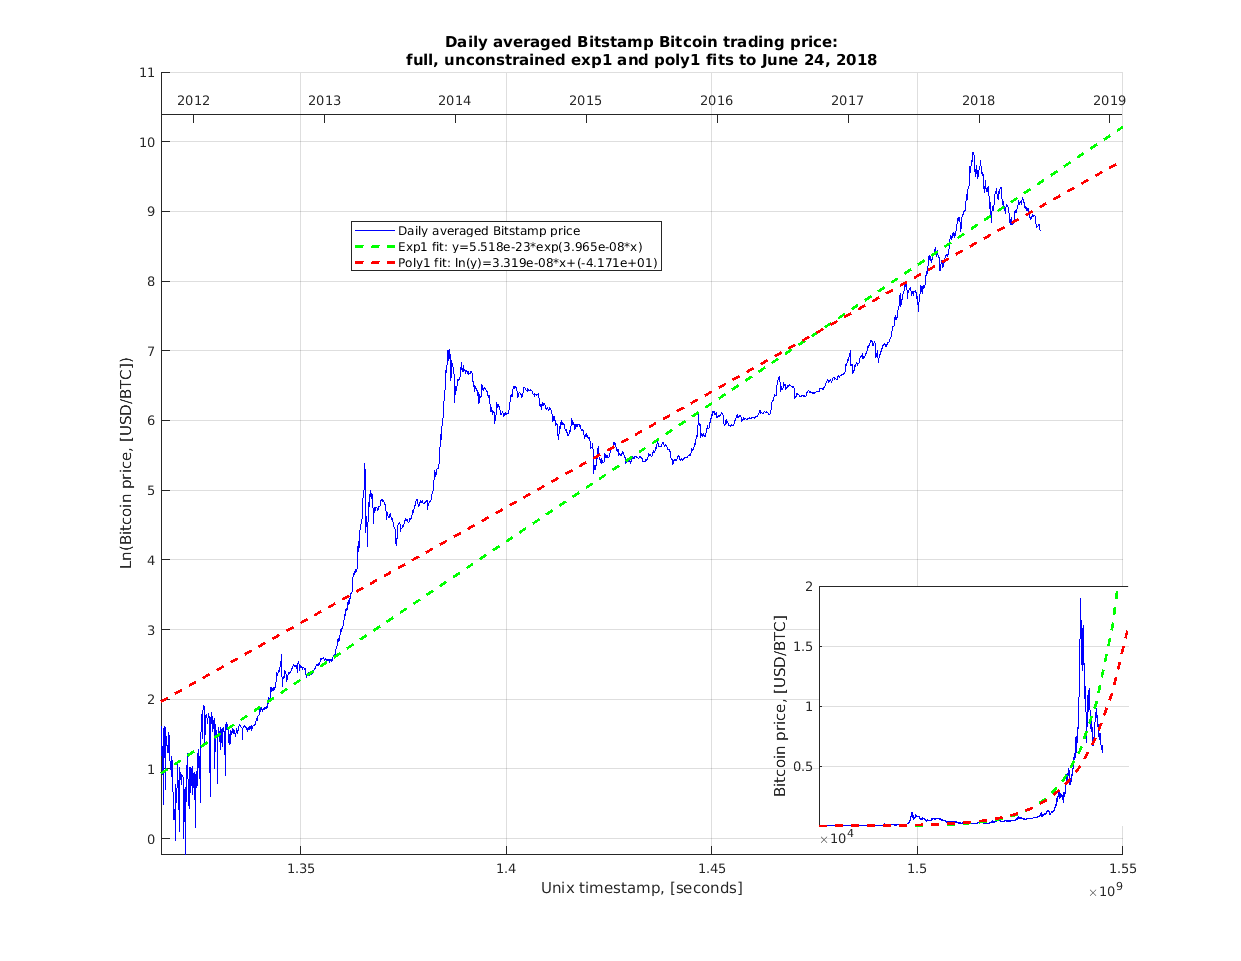 Daily averaged Bitstamp Bitcoin trading price:
full, unconstrained exp1 and poly1 fits to June 24, 2018
11
2012 2013 2014 2015 2016 2017 2018 2019
10
9
Daily averaged Bitstamp price
Exp1 fit: y=5.518e-23*exp(3.965e-08*x)
Poly1 fit: ln(y)=3.319e-08*x+(-4.171e+01)
8
7
6
5
4
3
2
1
0
Ln(Bitcoin price, [USD/BTC])
2
1.5
1
0.5
Bitcoin price, [USD/BTC]
×10^4
1.35 1.4 1.45 1.5 1.55
Unix timestamp, [seconds]
×10^9